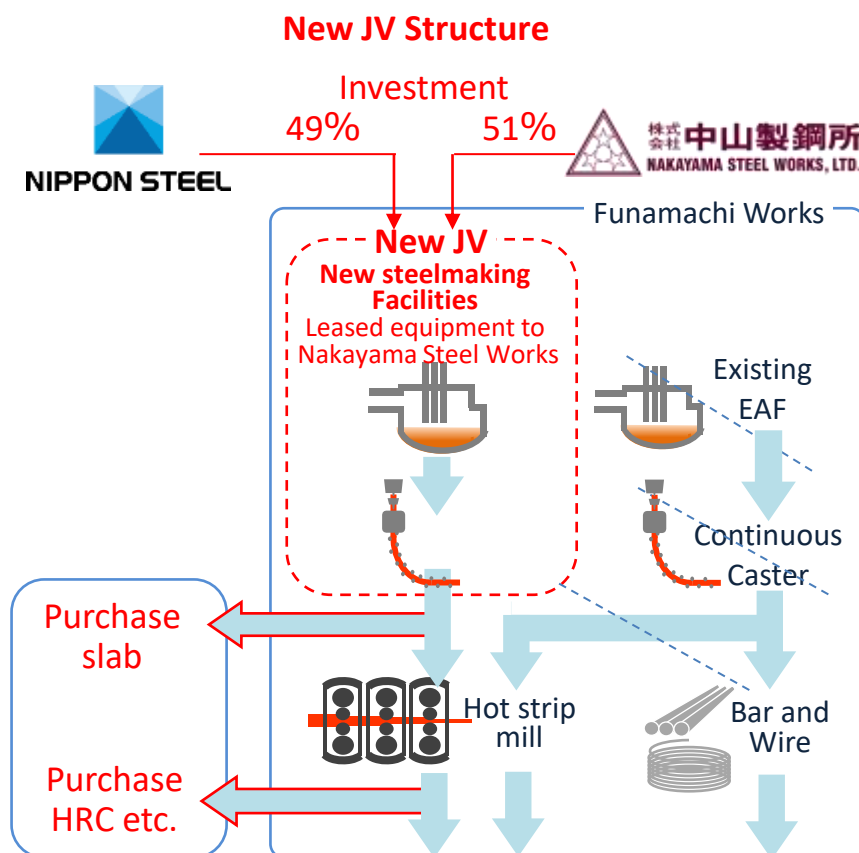 New JV Structure
Investment
49%
51%
NIPPON STEEL
株式会社 中山製鋼所
NAKAYAMA STEEL WORKS, LTD.
Funamachi Works
New JV
New steelmaking
Facilities
Leased equipment to
Nakayama Steel Works
Existing
EAF
Continuous
Caster
Purchase
slab
Hot strip
mill
Bar and
Wire
Purchase
HRC etc.